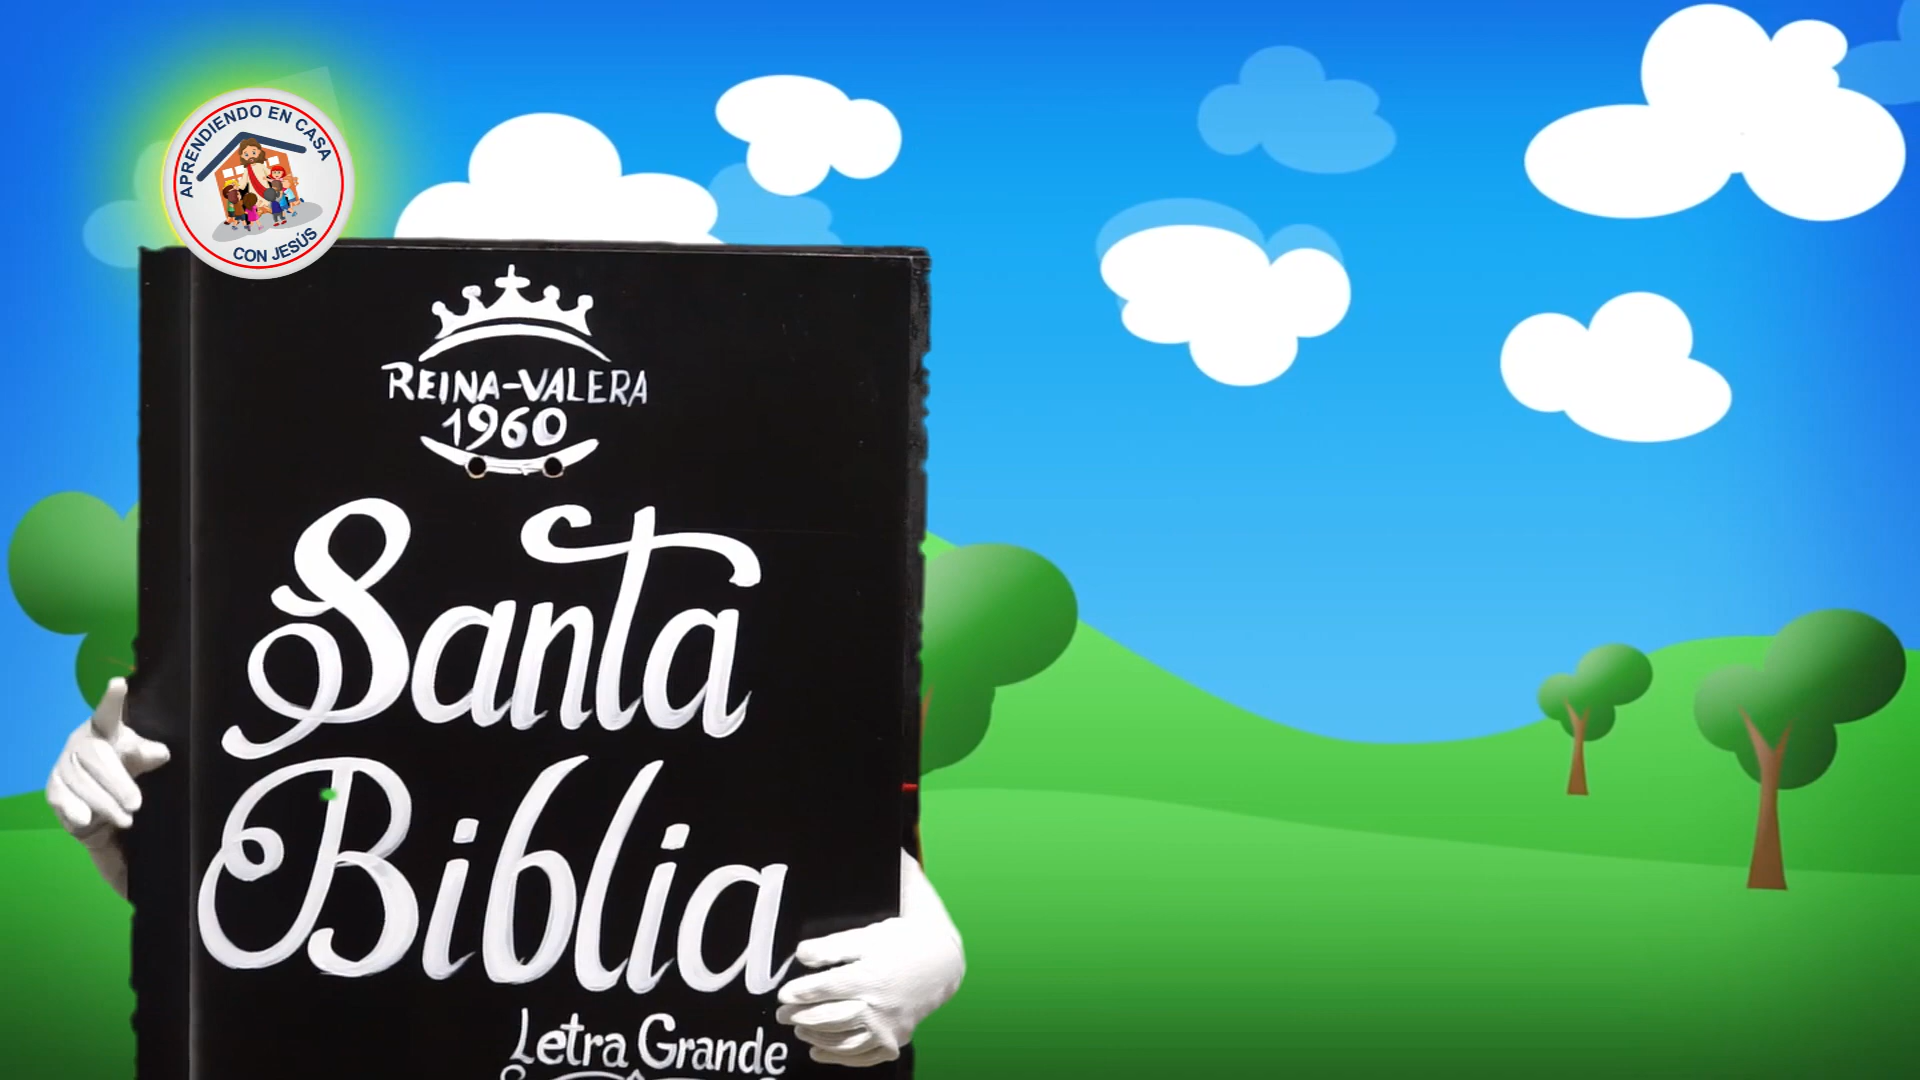 APRENDIENDO EN CASA
CON JESÚS
REINA-VALERA
1960
Santa
Biblia
Letra Grande